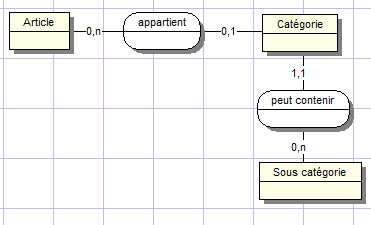 Article
0,n
appartient
0,1
Catégorie
1,1
peut contenir
0,n
Sous catégorie